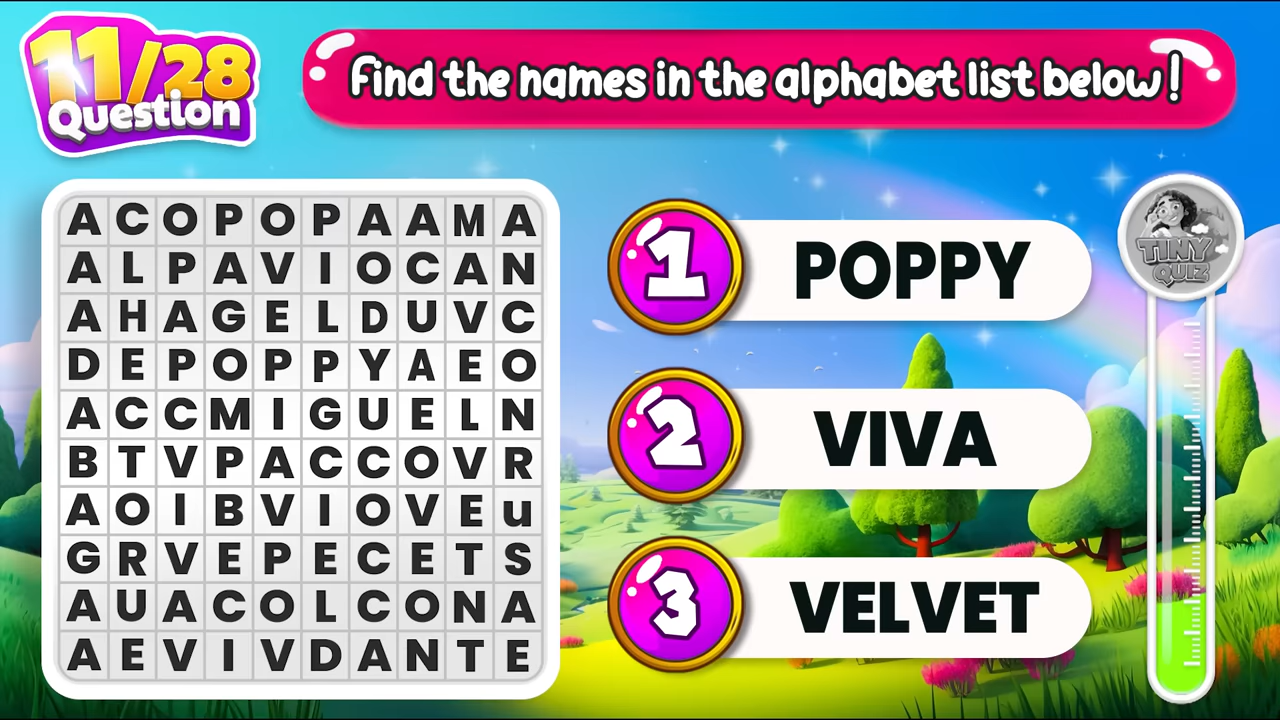 11/28
Question
Find the names in the alphabet list below!
A C O P O P A A M A
A L P A V I O C A N
A H A G E L D U V C
D E P O P P Y A E O
A C C M I G U E L N
B T V P A C C O V R
A O I B V I O V E u
G R V E P E C E T S
A U A C O L C O N A
A E V I V D A N T E
1 POPPY
2 VIVA
3 VELVET
TINY
QUIZ